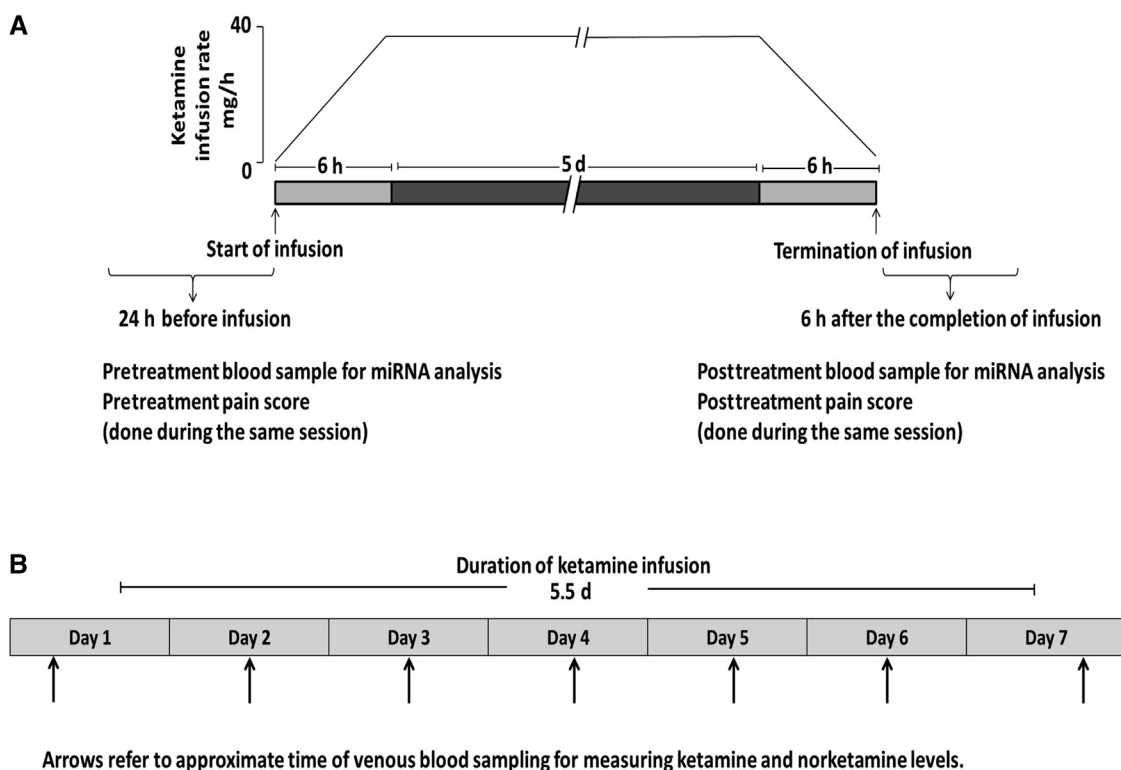 A
40
Ketamine
infusion rate
mg/h
0
6 h
5 d
6 h
Start of infusion
Termination of infusion
24 h before infusion
6 h after the completion of infusion
Pretreatment blood sample for miRNA analysis
Pretreatment pain score
(done during the same session)
Posttreatment blood sample for miRNA analysis
Posttreatment pain score
(done during the same session)
B
Duration of ketamine infusion
5.5 d
Day 1
Day 2
Day 3
Day 4
Day 5
Day 6
Day 7
Arrows refer to approximate time of venous blood sampling for measuring ketamine and norketamine levels.